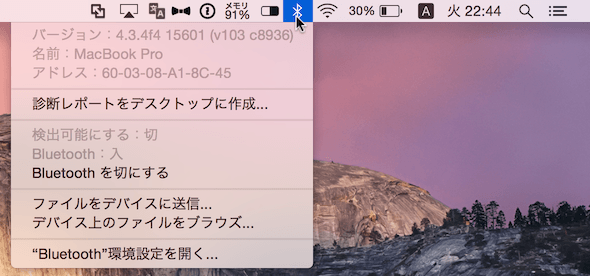 メモリ
91%
30%
A
火 22:44
バージョン：4.3.4f4 15601 (v103 c8936)
名前：MacBook Pro
アドレス：60-03-08-A1-8C-45
診断レポートをデスクトップに作成...
検出可能にする：切
Bluetooth：入
Bluetooth を切にする
ファイルをデバイスに送信...
デバイス上のファイルをブラウズ...
“Bluetooth”環境設定を開く...